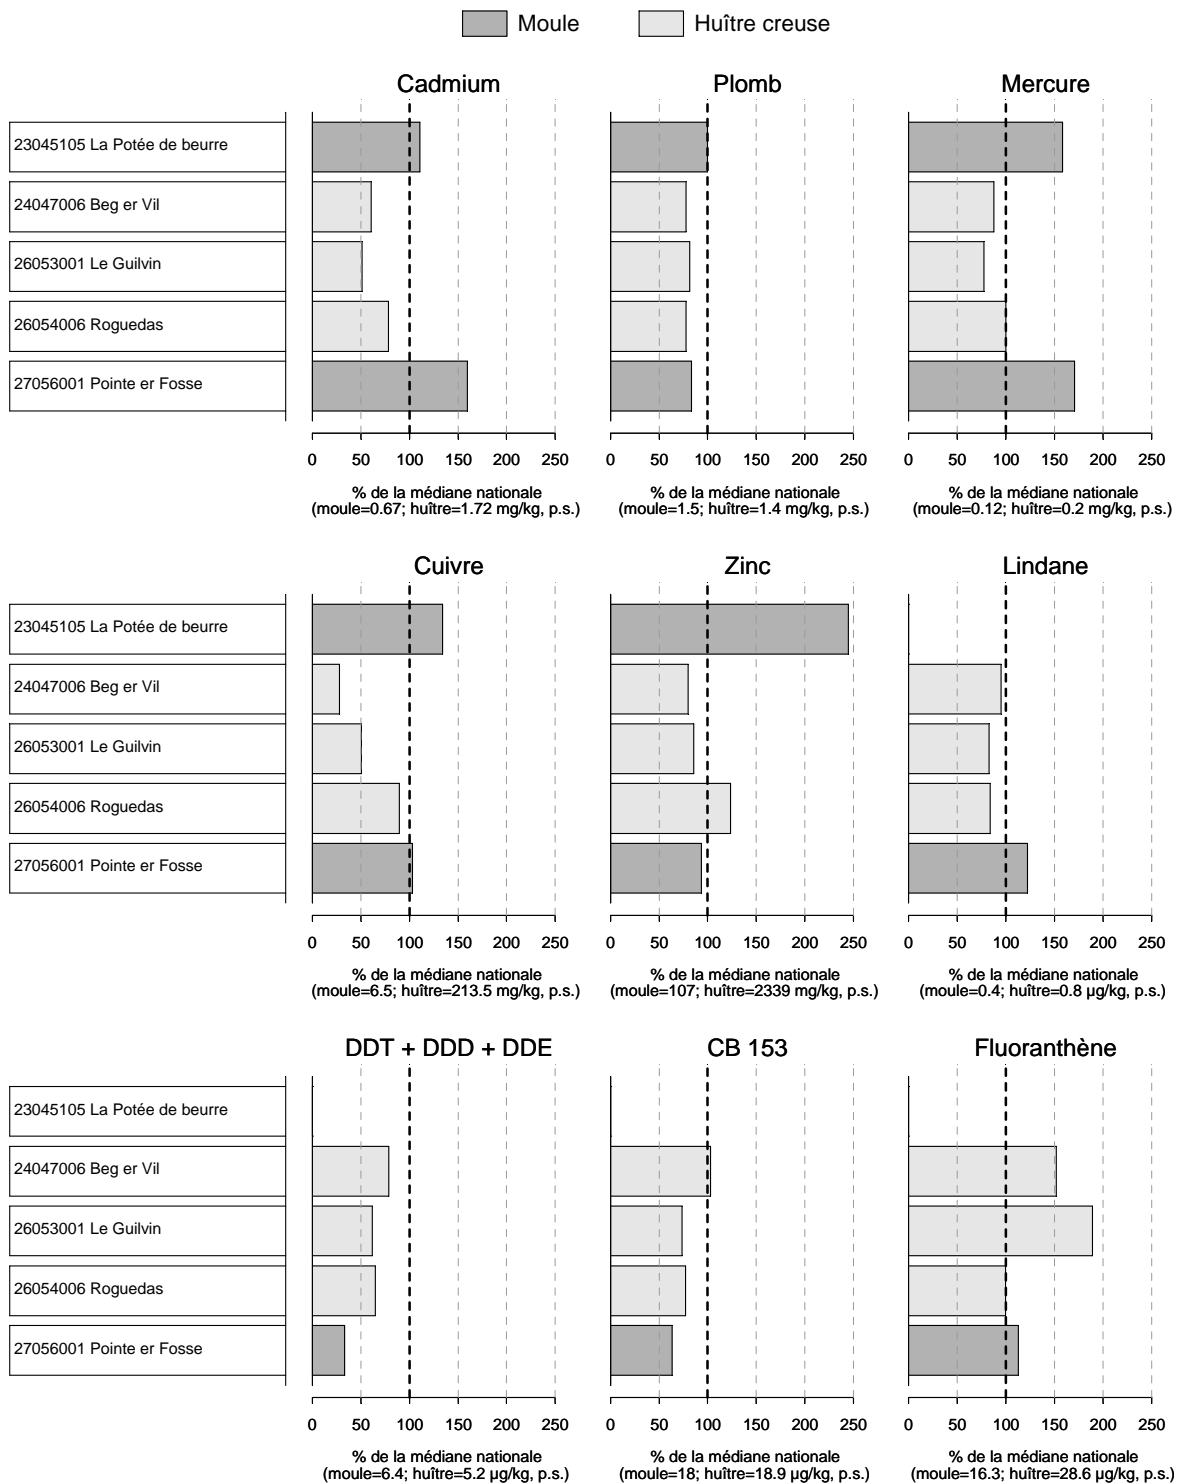 Moule Huître creuse
Cadmium Plomb Mercure
23045105 La Potée de beurre
24047006 Beg er Vil
26053001 Le Guilvin
26054006 Roguedas
27056001 Pointe er Fosse
0 50 100 150 200 250 0 50 100 150 200 250 0 50 100 150 200 250
% de la médiane nationale % de la médiane nationale % de la médiane nationale
(moule=0.67; huître=1.72 mg/kg, p.s.) (moule=1.5; huître=1.4 mg/kg, p.s.) (moule=0.12; huître=0.2 mg/kg, p.s.)
Cuivre Zinc Lindane
23045105 La Potée de beurre
24047006 Beg er Vil
26053001 Le Guilvin
26054006 Roguedas
27056001 Pointe er Fosse
0 50 100 150 200 250 0 50 100 150 200 250 0 50 100 150 200 250
% de la médiane nationale % de la médiane nationale % de la médiane nationale
(moule=6.5; huître=213.5 mg/kg, p.s.) (moule=107; huître=2339 mg/kg, p.s.) (moule=0.4; huître=0.8 µg/kg, p.s.)
DDT + DDD + DDE CB 153 Fluoranthène
23045105 La Potée de beurre
24047006 Beg er Vil
26053001 Le Guilvin
26054006 Roguedas
27056001 Pointe er Fosse
0 50 100 150 200 250 0 50 100 150 200 250 0 50 100 150 200 250
% de la médiane nationale % de la médiane nationale % de la médiane nationale
(moule=6.4; huître=5.2 µg/kg, p.s.) (moule=18; huître=18.9 µg/kg, p.s.) (moule=16.3; huître=28.6 µg/kg, p.s.)